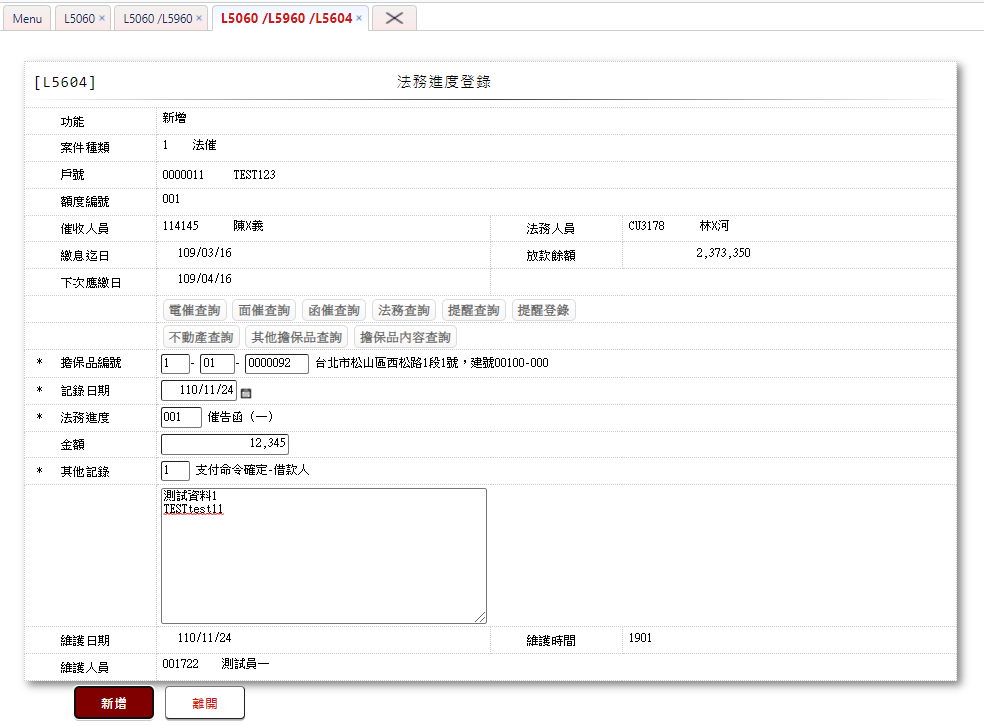 Menu L5060 × L5060 /L5960 × L5060 /L5960 /L5604 ×
[L5604] 法務進度登錄
功能 新增
案件種類 1 法催
戶號 0000011 TEST123
額度編號 001
催收人員 114145 陳X義 法務人員 CU3178 林X河
繳息迄日 109/03/16 放款餘額 2,373,350
下次應繳日 109/04/16
電催查詢 面催查詢 函催查詢 法務查詢 提醒查詢 提醒登錄
不動產查詢 其他擔保品查詢 擔保品內容查詢
* 擔保品編號 1 - 01 - 0000092 台北市松山區西松路1段1號，建號00100-000
* 記錄日期 110/11/24
* 法務進度 001 催告函（一）
金額 12,345
* 其他記錄 1 支付命令確定-借款人
測試資料1
TESTtest11
維護日期 110/11/24 維護時間 1901
維護人員 001722 測試員一
新增 離開